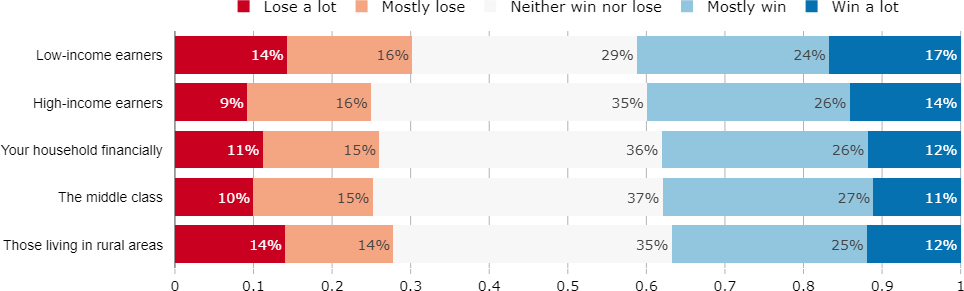 Lose a lot Mostly lose Neither win nor lose Mostly win Win a lot
Low-income earners 14% 16% 29% 24% 17%
High-income earners 9% 16% 35% 26% 14%
Your household financially 11% 15% 36% 26% 12%
The middle class 10% 15% 37% 27% 11%
Those living in rural areas 14% 14% 35% 25% 12%
0 0.1 0.2 0.3 0.4 0.5 0.6 0.7 0.8 0.9 1